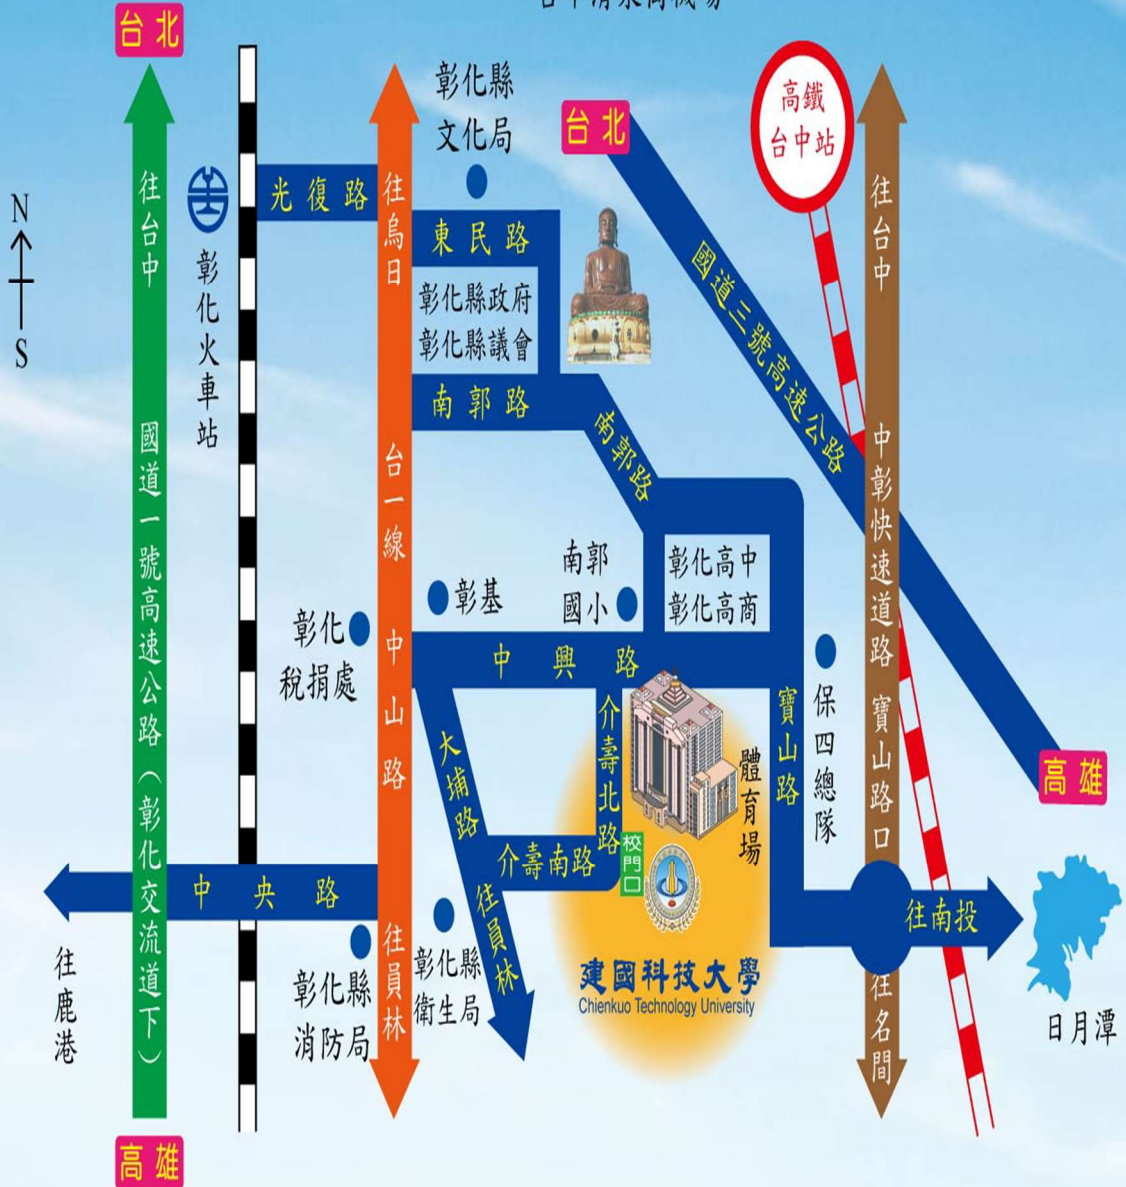 台北
往台中
國道一號高速公路（彰化交流道下）
高雄
N
S
彰化火車站
光復路
往烏日
台一線
中山路
往員林
彰化縣
文化局
東民路
彰化縣政府
彰化縣議會
南郭路
南郭路
台北
國道三號高速公路
高雄
高鐵
台中站
往台中
中彰快速道路
寶山路口
往名間
彰化
稅捐處
彰基
南郭
國小
彰化高中
彰化高商
中興路
大埔路
往員林
介壽北路
介壽南路
校門口
體育場
寶山路
保四總隊
中央路
往鹿港
彰化縣
消防局
彰化縣
衛生局
建國科技大學
Chienkuo Technology University
往南投
日月潭